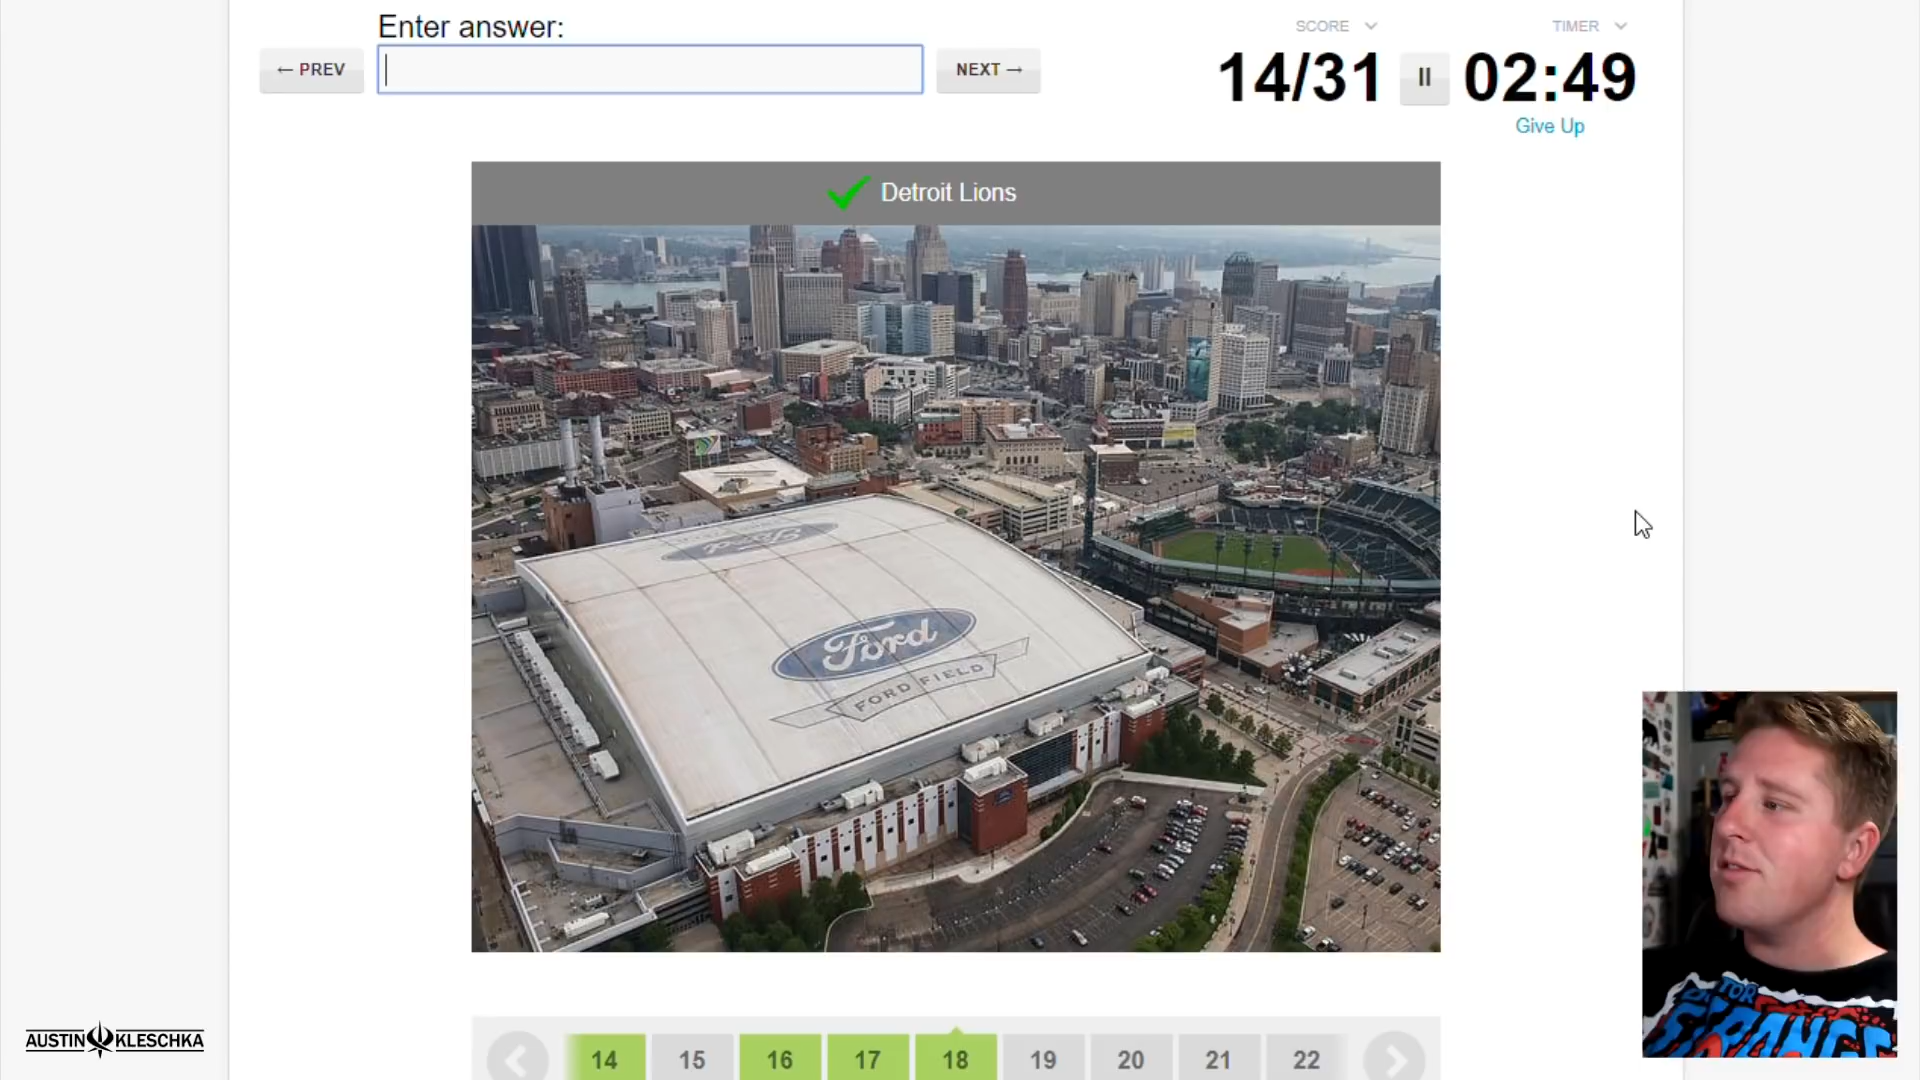 Enter answer:
SCORE
TIMER
← PREV
NEXT →
14/31
02:49
Give Up
Detroit Lions
Ford
Ford
FORD FIELD
AUSTIN KLESCHKA
14 15 16 17 18 19 20 21 22